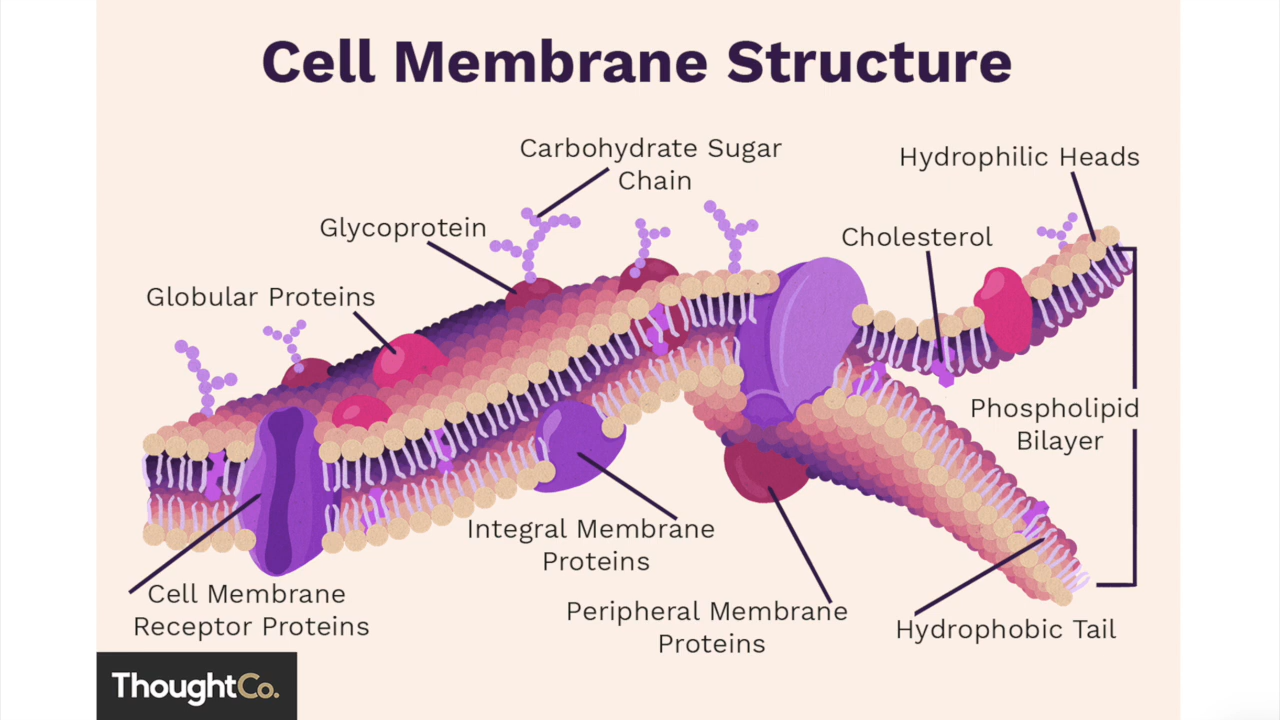 Cell Membrane Structure
Carbohydrate Sugar
Chain
Hydrophilic Heads
Glycoprotein
Cholesterol
Globular Proteins
Phospholipid
Bilayer
Integral Membrane
Proteins
Cell Membrane
Receptor Proteins
Peripheral Membrane
Proteins
Hydrophobic Tail
ThoughtCo.